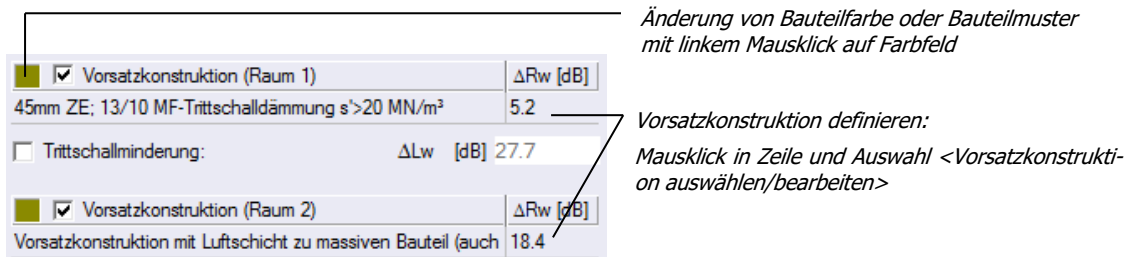 Änderung von Bauteilfarbe oder Bauteilmuster
mit linkem Mausklick auf Farbfeld
Vorsatzkonstruktion (Raum 1) ΔRw [dB]
45mm ZE; 13/10 MF-Trittschalldämmung s'>20 MN/m³ 5.2
Trittschallminderung: ΔLw [dB] 27.7
Vorsatzkonstruktion (Raum 2) ΔRw [dB]
Vorsatzkonstruktion mit Luftschicht zu massiven Bauteil (auch 18.4
Vorsatzkonstruktion definieren:
Mausklick in Zeile und Auswahl <Vorsatzkonstrukti-
on auswählen/bearbeiten>